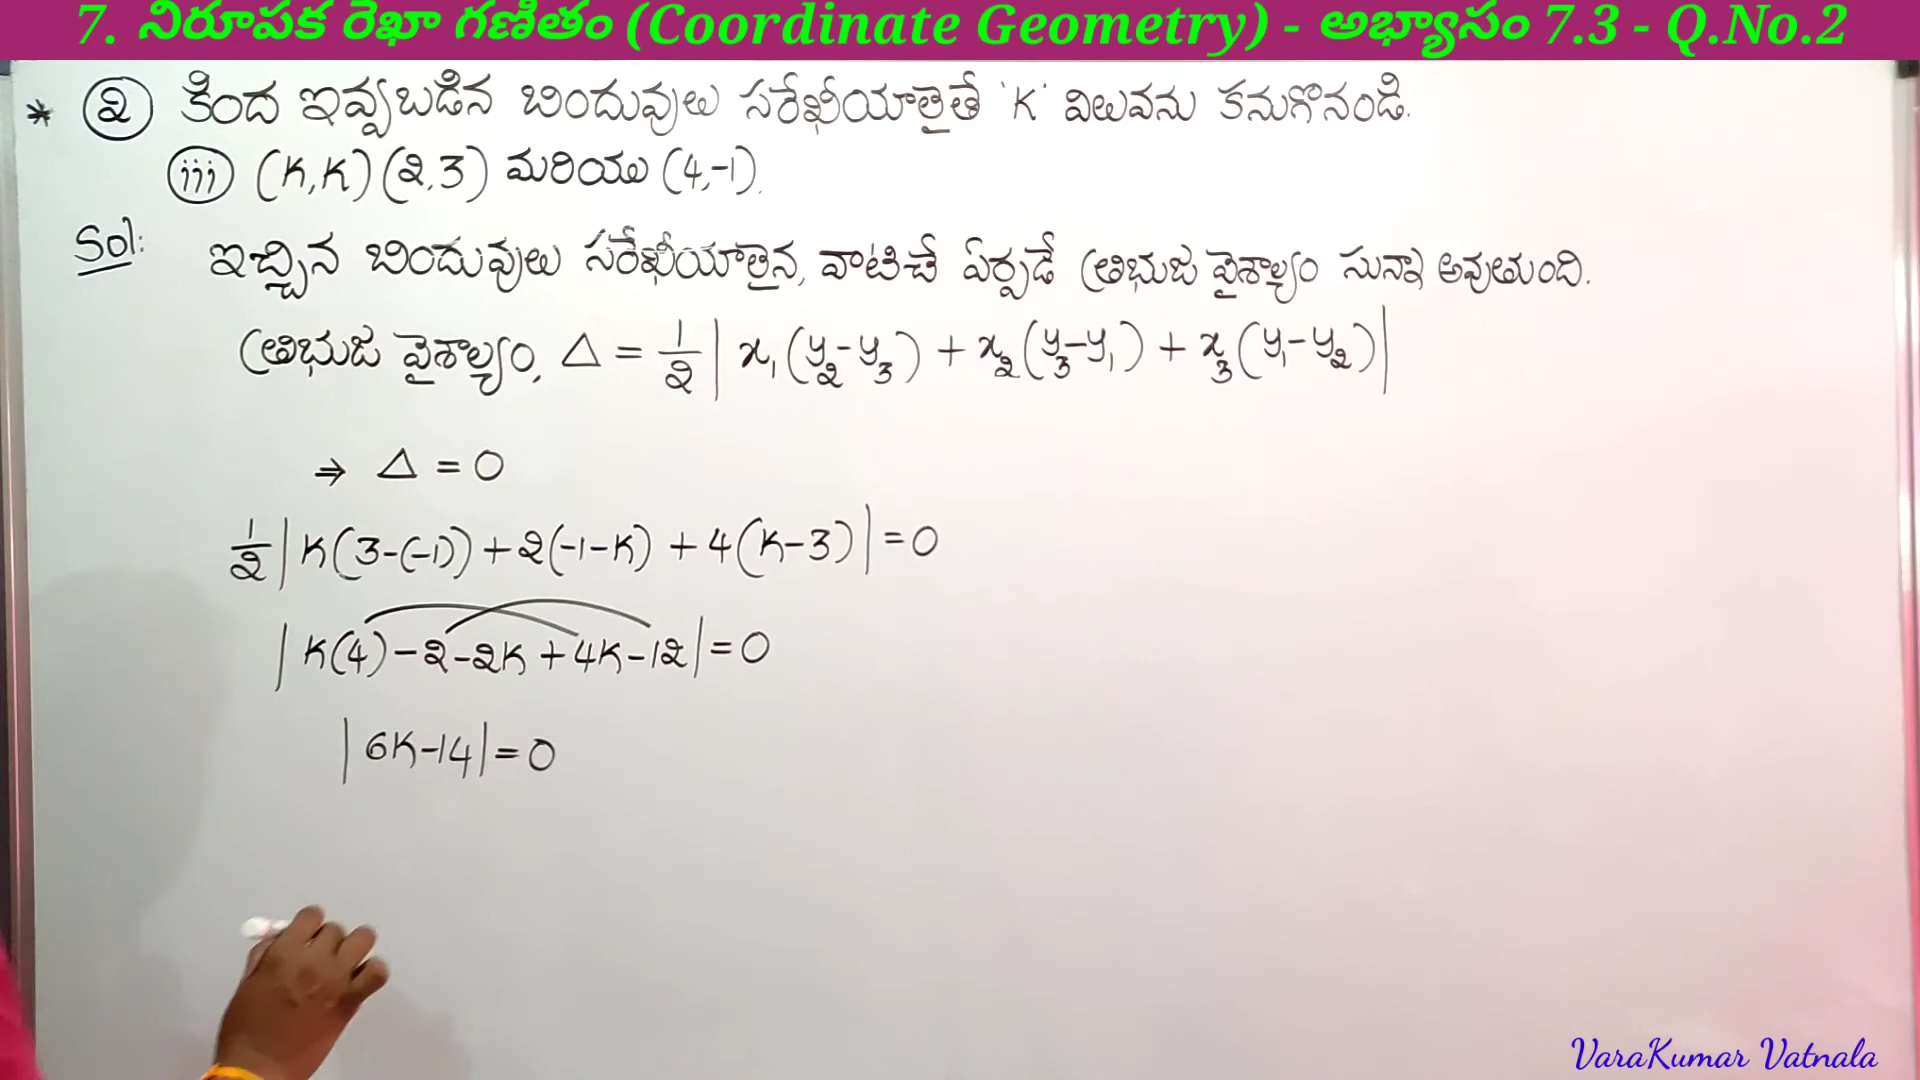 7. నిరూపక రేఖా గణితం (Coordinate Geometry) - అభ్యాసం 7.3 - Q.No.2
* ② కింద ఇవ్వబడిన బిందువులు సరేఖీయాలైతే 'K' విలువను కనుగొనండి.
(iii) (K,K) (2,3) మరియు (4,-1).
Sol: ఇచ్చిన బిందువులు సరేఖీయాలైన, వాటిచే ఏర్పడే త్రిభుజ వైశాల్యం సున్నా అవుతుంది.
త్రిభుజ వైశాల్యం, Δ = 1/2 | x₁(y₂-y₃) + x₂(y₃-y₁) + x₃(y₁-y₂) |
⇒ Δ = 0
1/2 | K(3-(-1)) + 2(-1-K) + 4(K-3) | = 0
| K(4) - 2 - 2K + 4K - 12 | = 0
| 6K - 14 | = 0
VaraKumar Vatnala